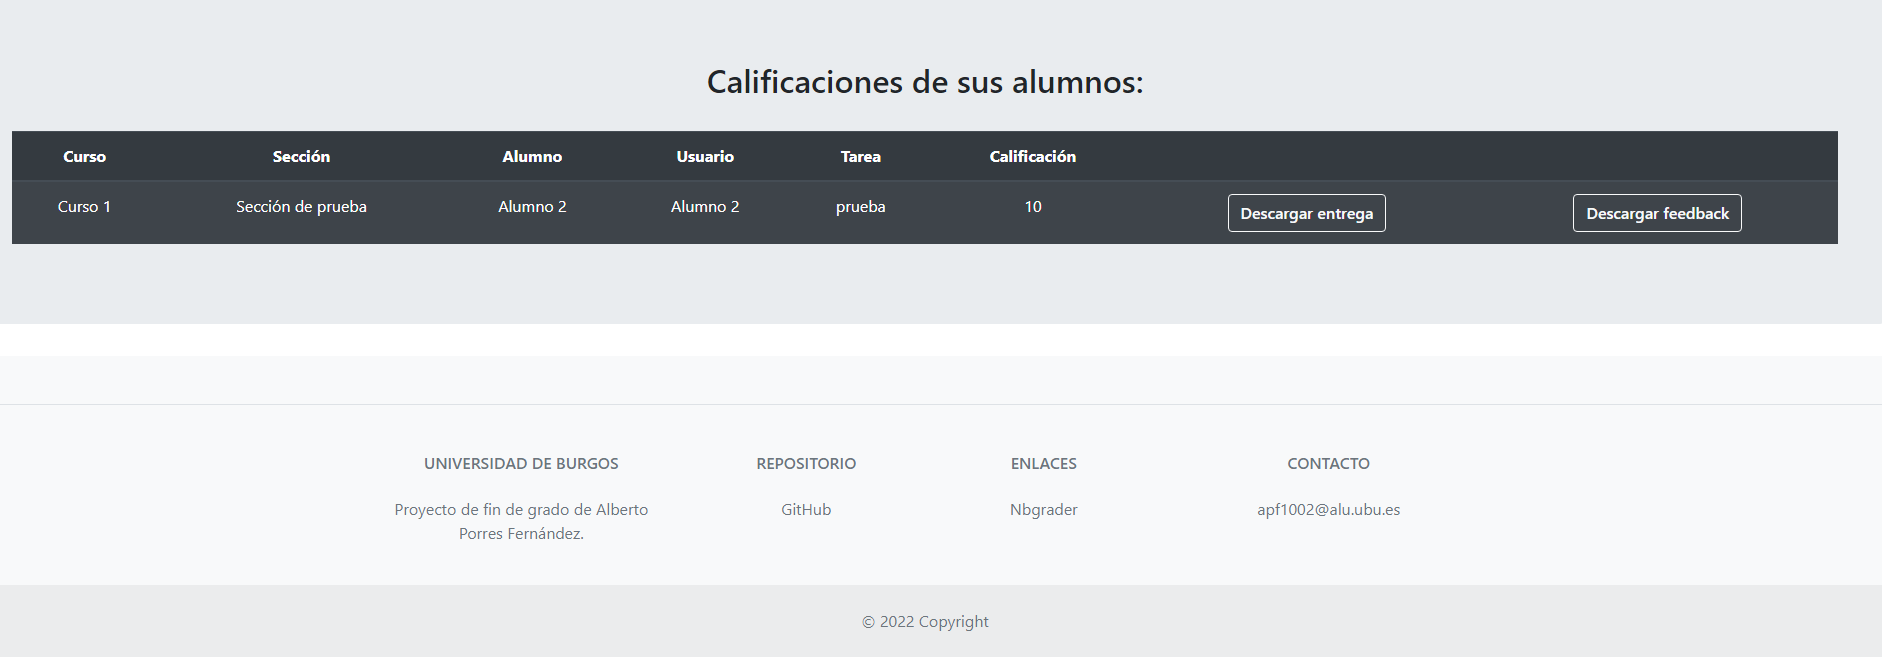 Calificaciones de sus alumnos:
Curso Sección Alumno Usuario Tarea Calificación
Curso 1 Sección de prueba Alumno 2 Alumno 2 prueba 10 Descargar entrega Descargar feedback
UNIVERSIDAD DE BURGOS REPOSITORIO ENLACES CONTACTO
Proyecto de fin de grado de Alberto GitHub Nbgrader apf1002@alu.ubu.es
Porres Fernández.
© 2022 Copyright